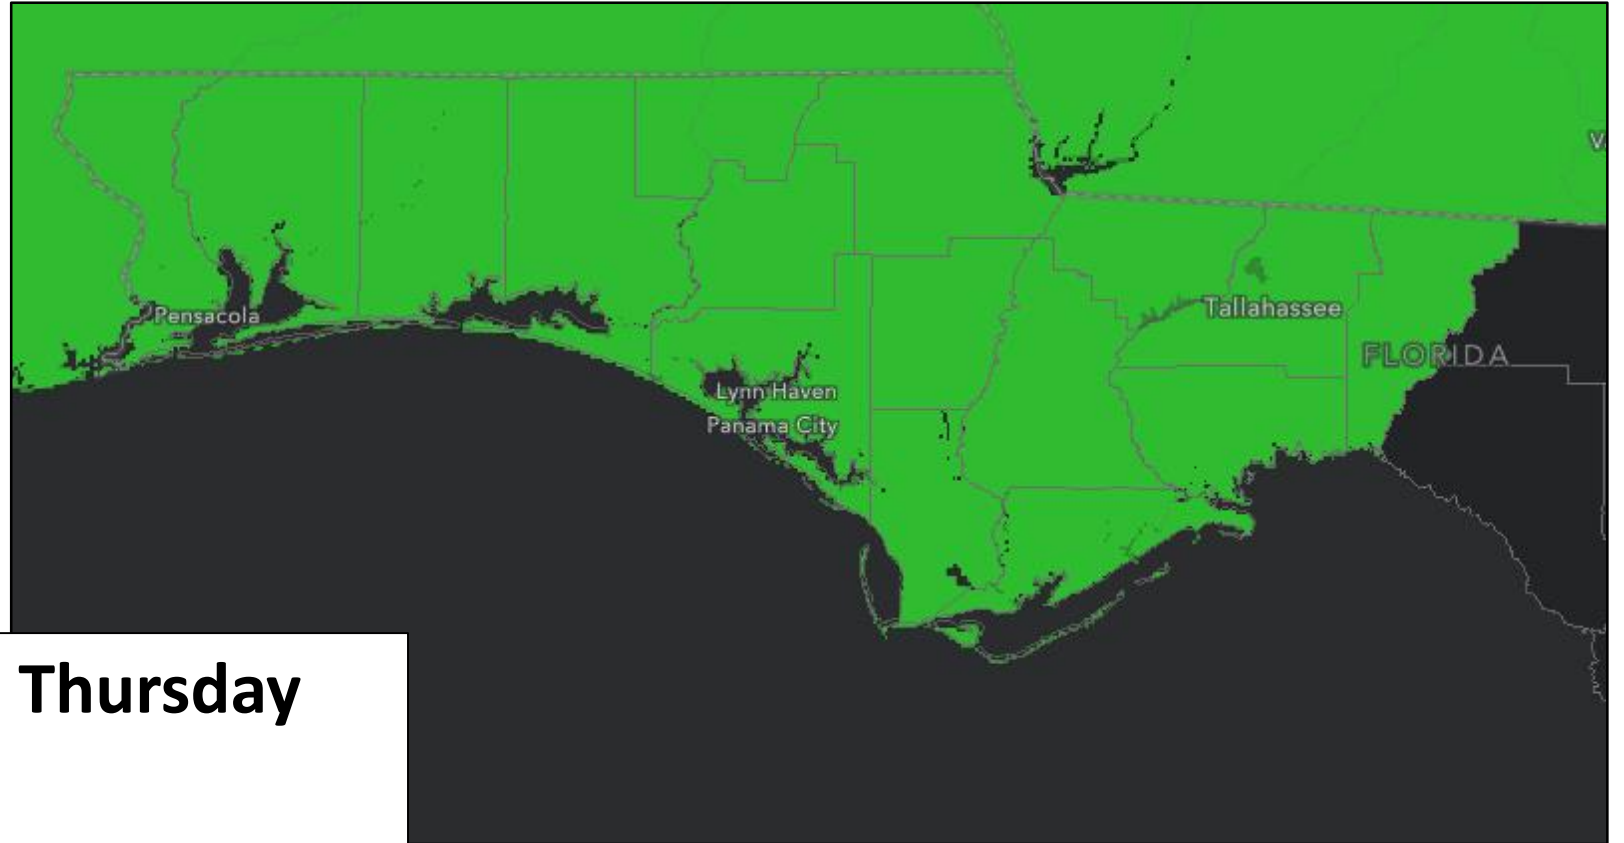 V
Pensacola
Tallahassee
FLORIDA
Lynn Haven
Panama City
Thursday